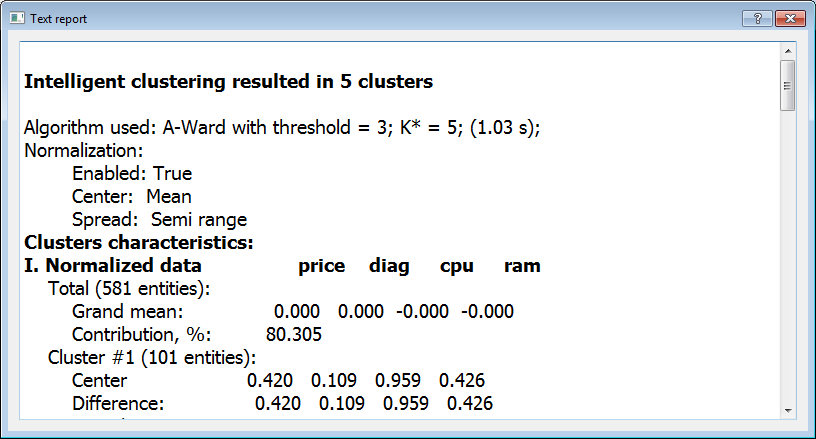 Text report
Intelligent clustering resulted in 5 clusters
Algorithm used: A-Ward with threshold = 3; K* = 5; (1.03 s);
Normalization:
Enabled: True
Center: Mean
Spread: Semi range
Clusters characteristics:
I. Normalized data price diag cpu ram
Total (581 entities):
Grand mean: 0.000 0.000 -0.000 -0.000
Contribution, %: 80.305
Cluster #1 (101 entities):
Center 0.420 0.109 0.959 0.426
Difference: 0.420 0.109 0.959 0.426